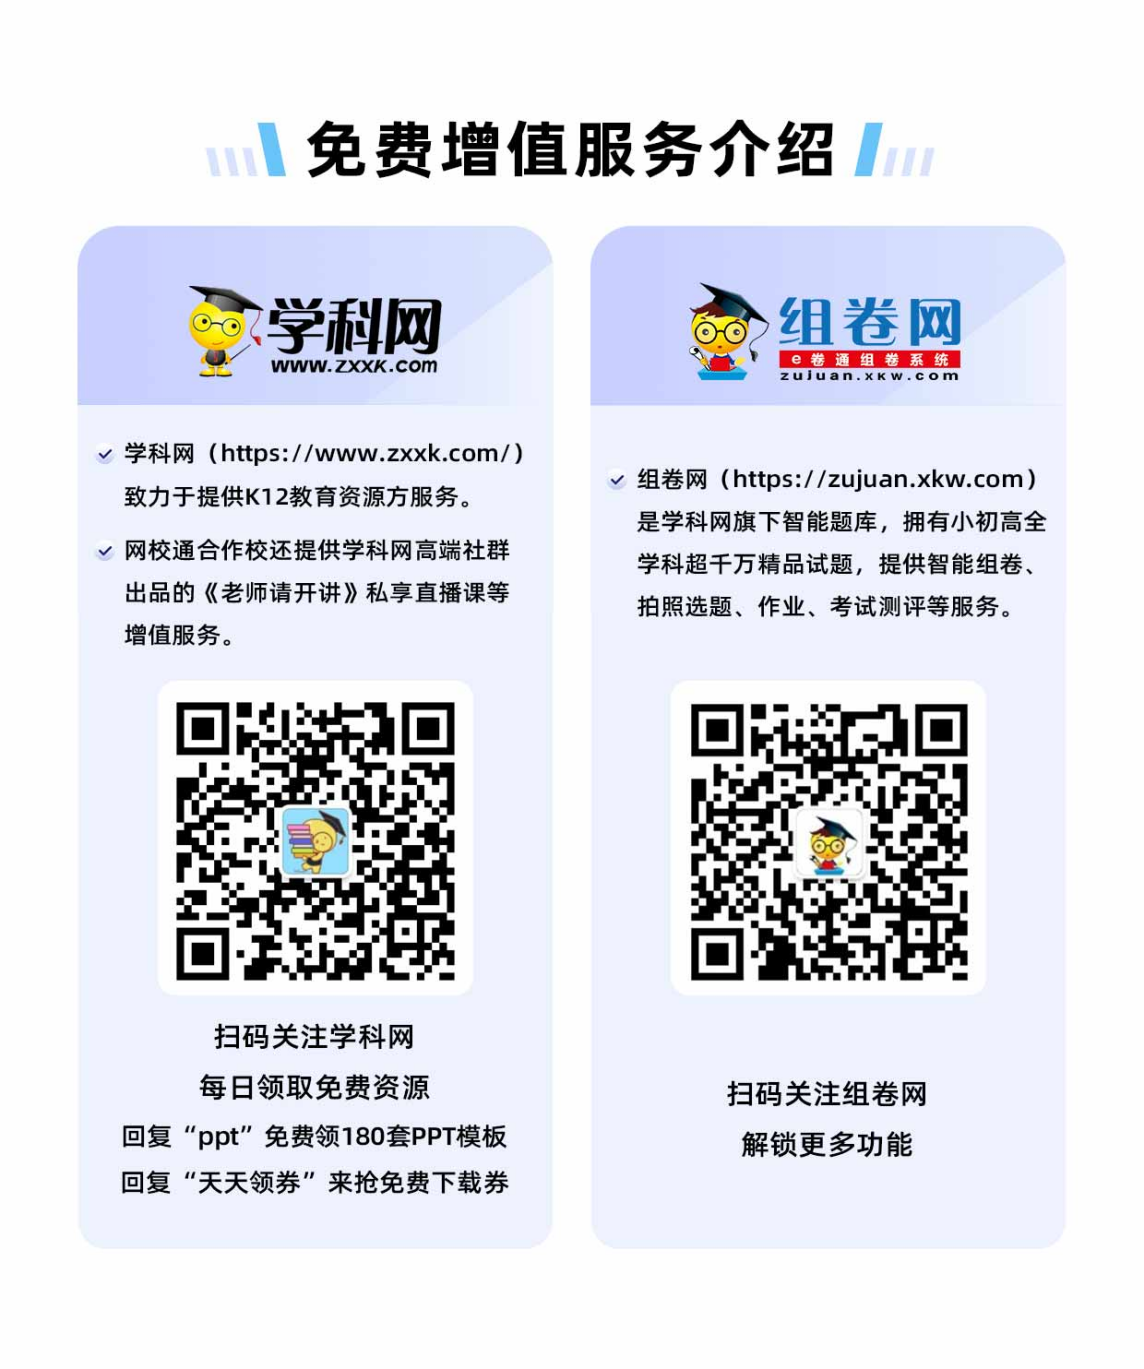 免费增值服务介绍
学科网
www.zxxk.com
学科网（https://www.zxxk.com/）
致力于提供K12教育资源方服务。
网校通合作校还提供学科网高端社群
出品的《老师请开讲》私享直播课等
增值服务。
扫码关注学科网
每日领取免费资源
回复“ppt”免费领180套PPT模板
回复“天天领券”来抢免费下载券
组卷网
e卷通组卷系统
zujuan.xkw.com
组卷网（https://zujuan.xkw.com）
是学科网旗下智能题库，拥有小初高全
学科超千万精品试题，提供智能组卷、
拍照选题、作业、考试测评等服务。
扫码关注组卷网
解锁更多功能